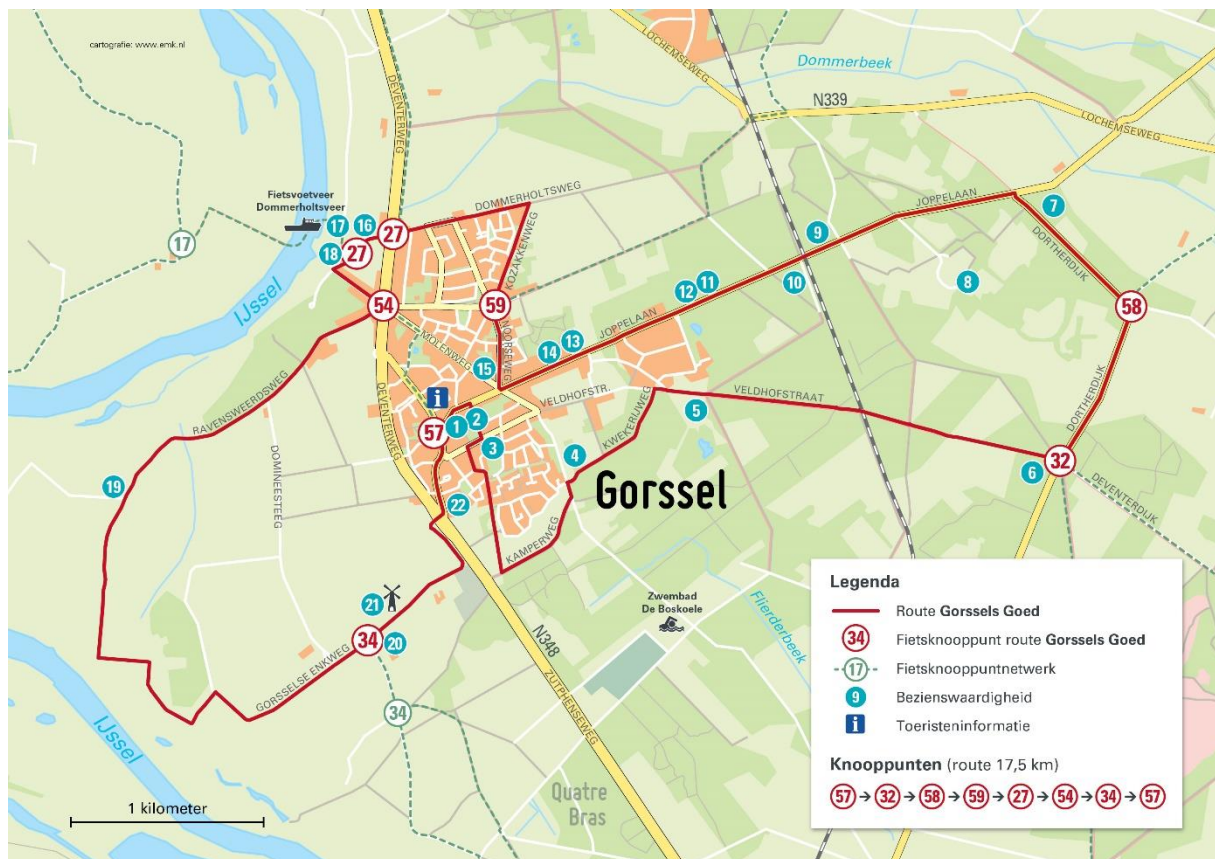 cartografie: www.emk.nl
LOCHEMSEWEG
Dommerbeek
N339
LOCHEMSEWEG
DEVENTERWEG
Fietsvoetveer
Dommerholtsveer
DOMMERHOLTSWEG
JOPPELAAN
7
17
16
27
17
18
27
KOZAKKENWEG
9
DORTHERDIJK
10
8
IJssel
54
59
12
11
58
NOORSEWEG
JOPPELAAN
14
13
MOLENWEG
15
RAVENSWEERDSWEG
DEVENTERWEG
i
VELDHOFSTR.
VELDHOFSTRAAT
DORTHERDIJK
57
1
2
5
KWEKERIJWEG
3
4
6
32
DOMINEESTEEG
19
22
Gorssel
DEVENTERDIJK
KAMPERWEG
21
Zwembad
De Boskoele
Flierderbeek
34
20
N348
GORSSELSE ENKWEG
ZUTPHENSEWEG
34
IJssel
Quatre
Bras
1 kilometer
Legenda
Route Gorssels Goed
34 Fietsknooppunt route Gorssels Goed
17 Fietsknooppuntnetwerk
9 Bezienswaardigheid
i Toeristeninformatie
Knooppunten (route 17,5 km)
57 → 32 → 58 → 59 → 27 → 54 → 34 → 57